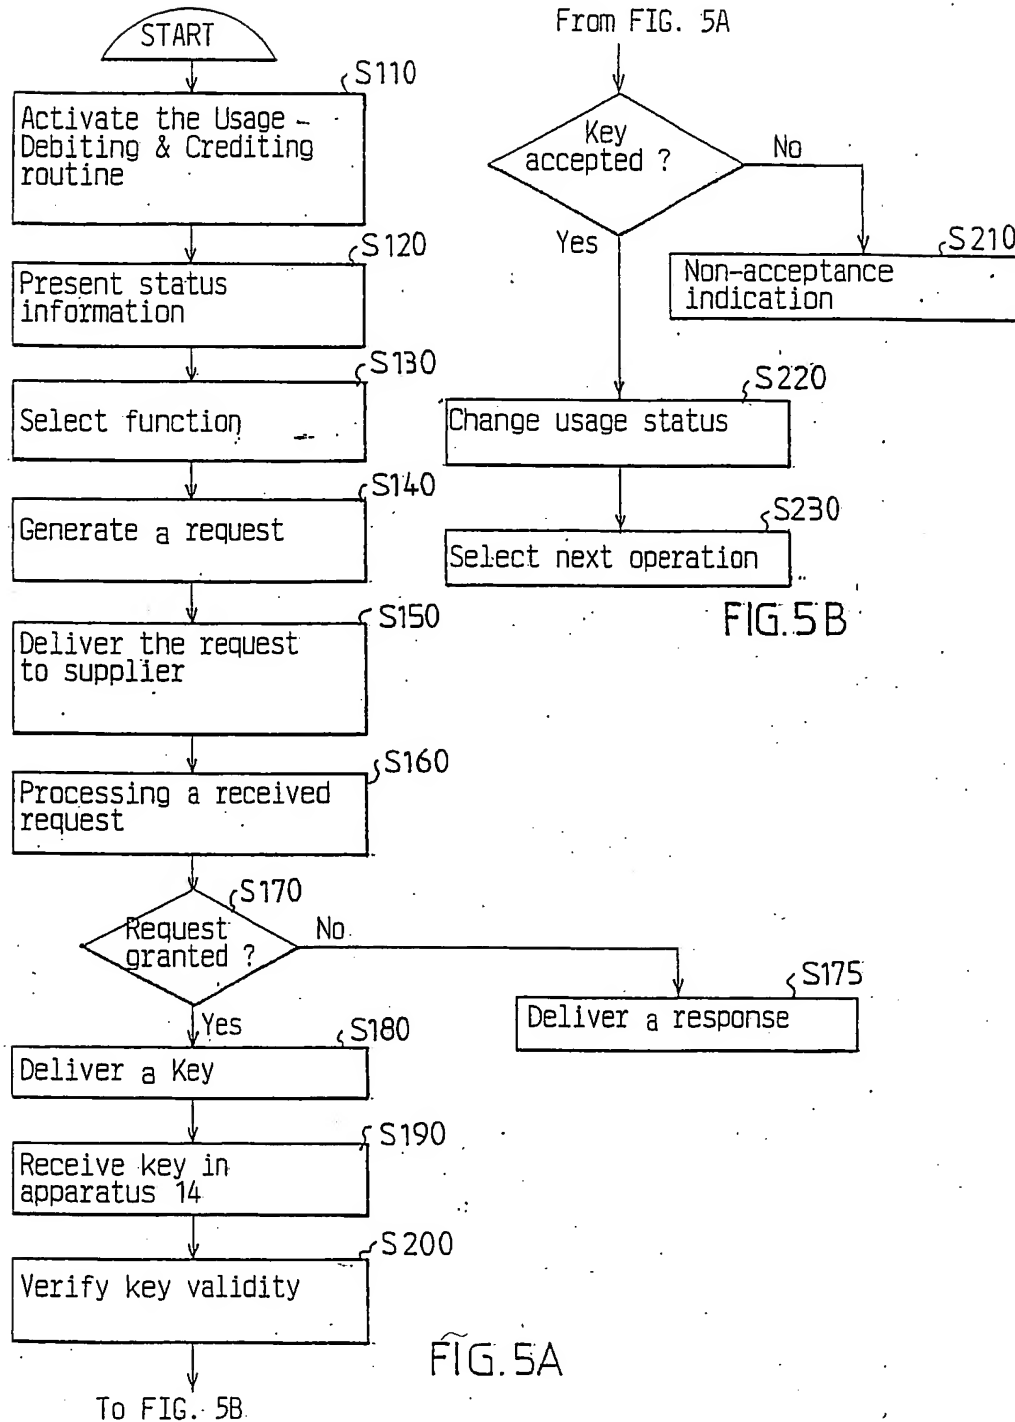 START
S110
Activate the Usage -
Debiting & Crediting
routine
S120
Present status
information
S130
Select function
S140
Generate a request
S150
Deliver the request
to supplier
S160
Processing a received
request
S170
Request
granted ?
No
S175
Deliver a response
Yes
S180
Deliver a Key
S190
Receive key in
apparatus 14
S200
Verify key validity
To FIG. 5B
FIG. 5A
From FIG. 5A
Key
accepted ?
No
Yes
S210
Non-acceptance
indication
S220
Change usage status
S230
Select next operation
FIG. 5B